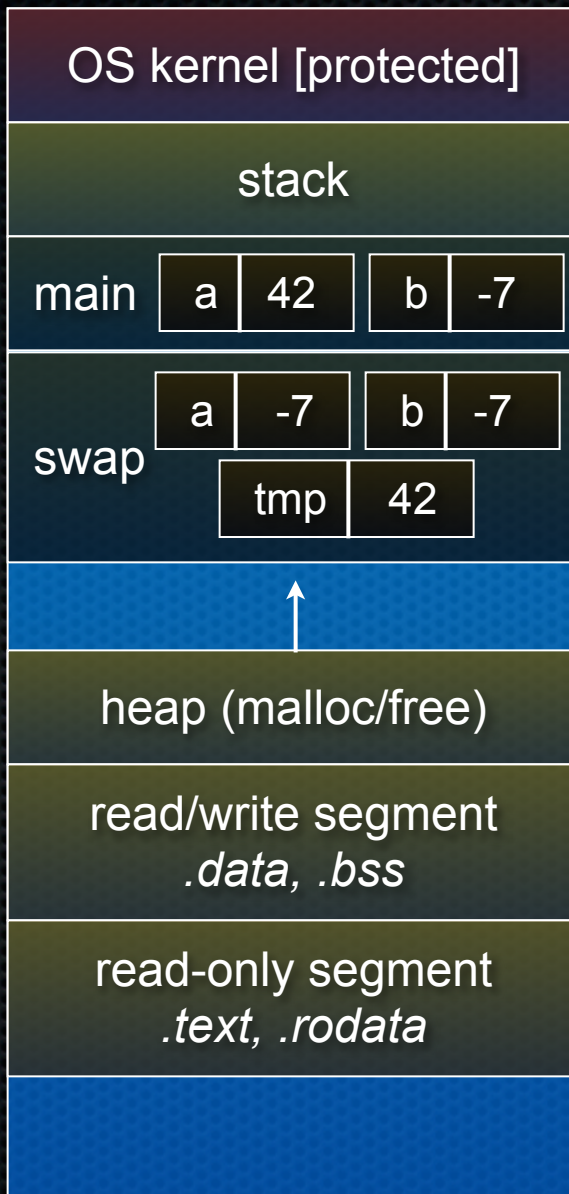 OS kernel [protected]
stack
main a 42 b -7
a -7 b -7
swap
tmp 42
heap (malloc/free)
read/write segment
.data, .bss
read-only segment
.text, .rodata